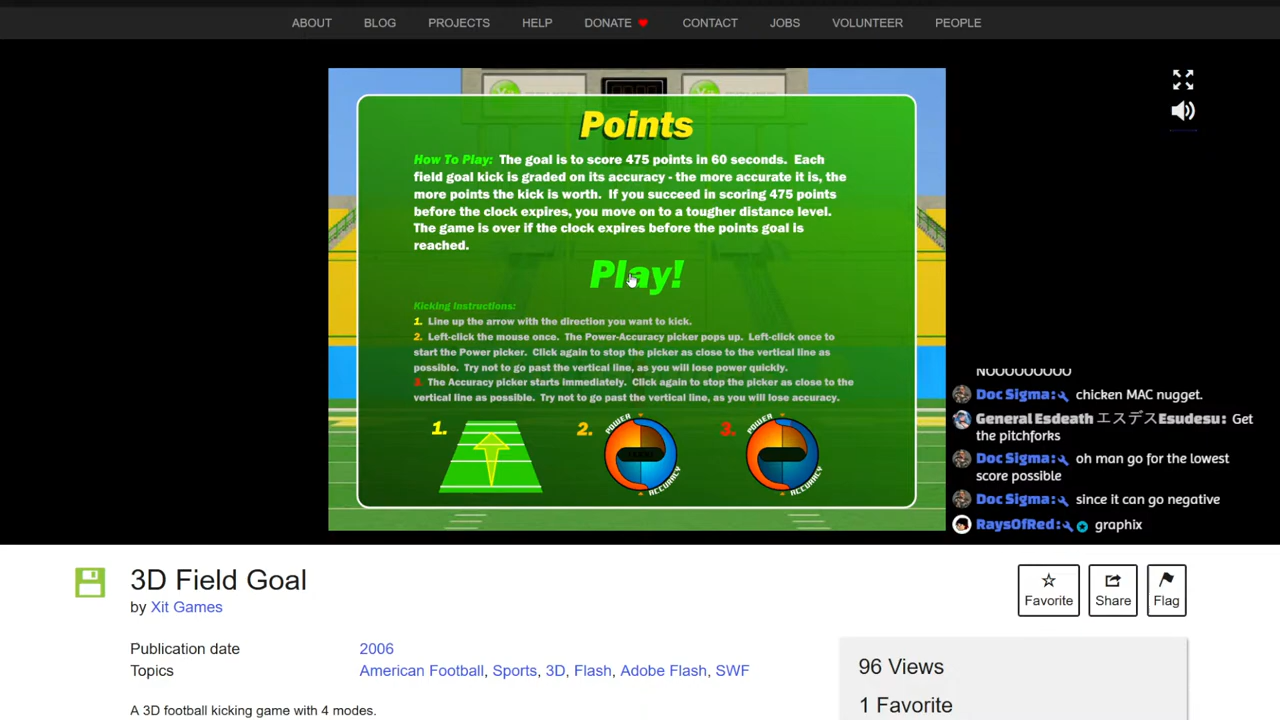 ABOUT BLOG PROJECTS HELP DONATE CONTACT JOBS VOLUNTEER PEOPLE
Points
How To Play: The goal is to score 475 points in 60 seconds. Each
field goal kick is graded on its accuracy - the more accurate it is, the
more points the kick is worth. If you succeed in scoring 475 points
before the clock expires, you move on to a tougher distance level.
The game is over if the clock expires before the points goal is
reached.
Play!
Kicking Instructions:
1. Line up the arrow with the direction you want to kick.
2. Left-click the mouse once. The Power-Accuracy picker pops up. Left-click once to
start the Power picker. Click again to stop the picker as close to the vertical line as
possible. Try not to go past the vertical line, as you will lose power quickly.
3. The Accuracy picker starts immediately. Click again to stop the picker as close to the
vertical line as possible. Try not to go past the vertical line, as you will lose accuracy.
1. 2. POWER ACCURACY 3. POWER ACCURACY
NOOOOOOOOO
Doc Sigma: chicken MAC nugget.
General Esdeath エスデスEsudesu: Get
the pitchforks
Doc Sigma: oh man go for the lowest
score possible
Doc Sigma: since it can go negative
RaysOfRed: graphix
3D Field Goal
by Xit Games
Favorite Share Flag
Publication date 2006
Topics American Football, Sports, 3D, Flash, Adobe Flash, SWF
A 3D football kicking game with 4 modes.
96 Views
1 Favorite